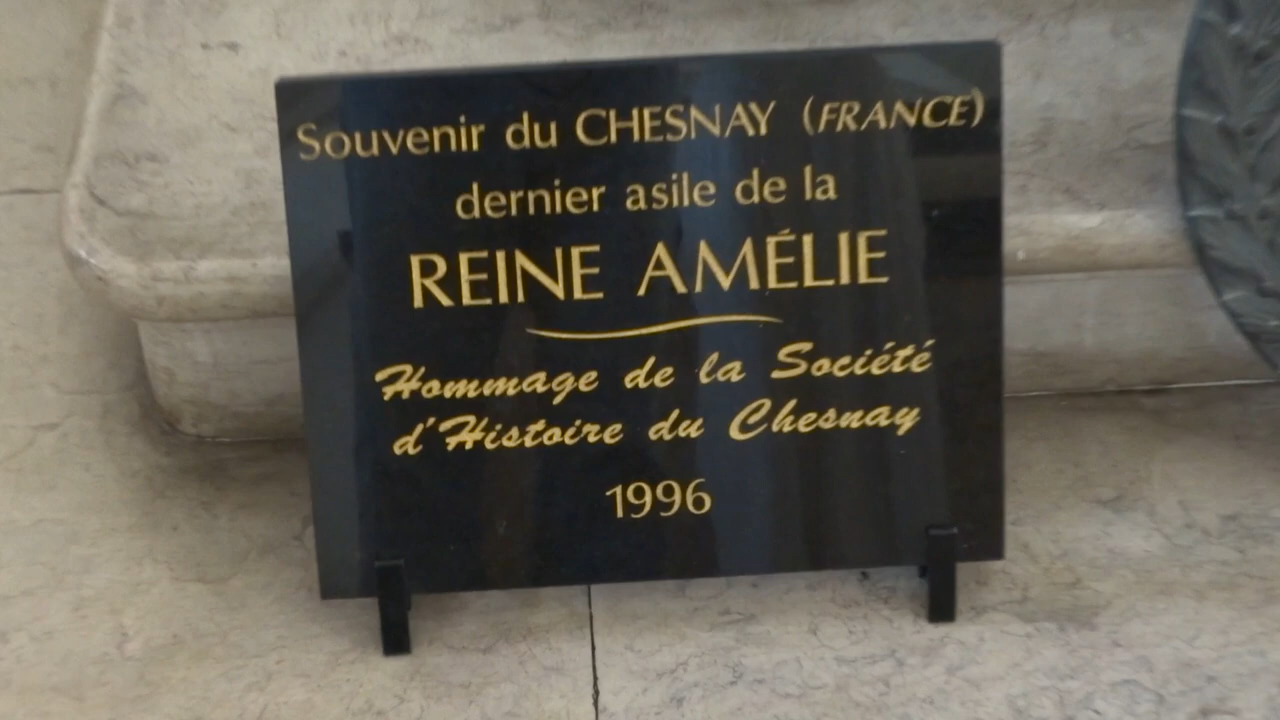 Souvenir du CHESNAY (FRANCE)
dernier asile de la
REINE AMÉLIE
Hommage de la Société
d'Histoire du Chesnay
1996